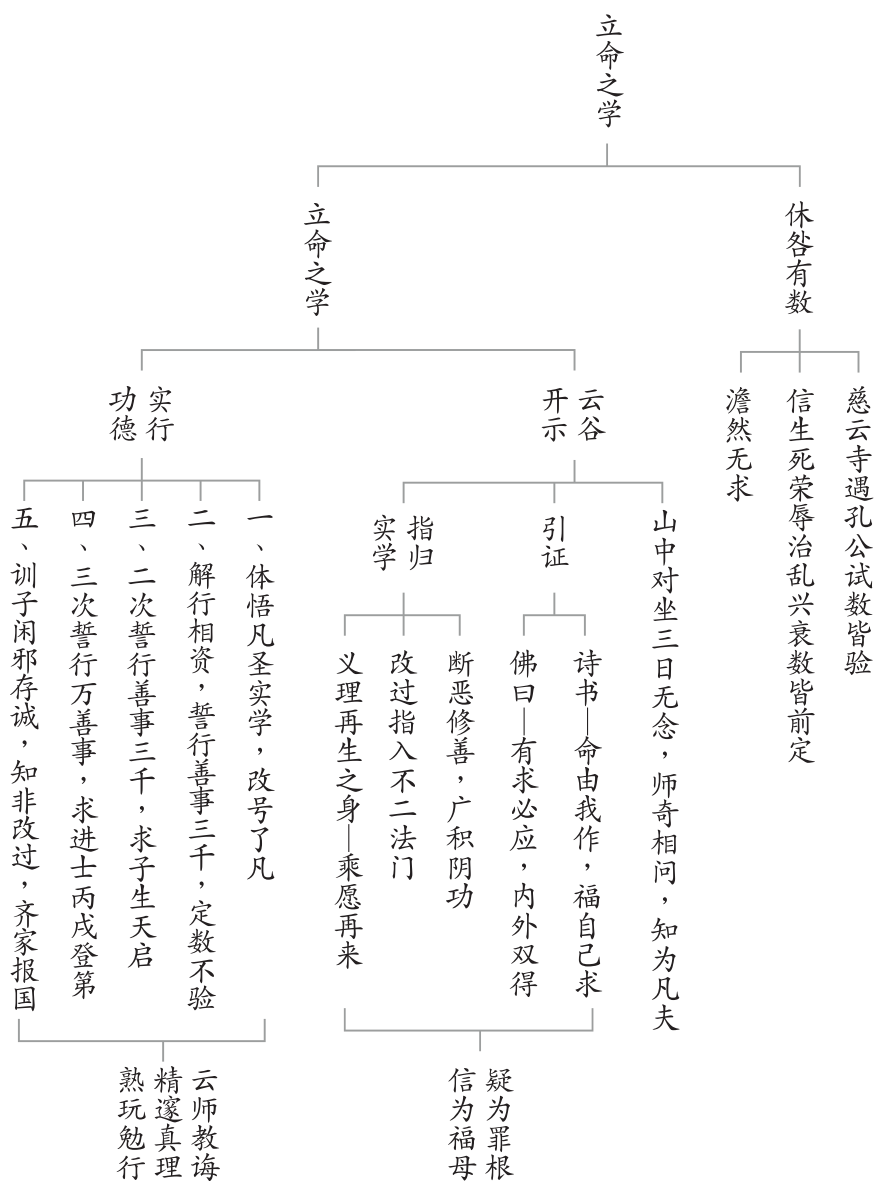 立命之学
休咎有数
慈云寺遇孔公试数皆验
信生死荣辱治乱兴衰数皆前定
澹然无求
立命之学
云谷
开示
山中对坐三日无念，师奇相问，知为凡夫
引证
诗书—命由我作，福自己求
佛曰—有求必应，内外双得
指归
实学
断恶修善，广积阴功
改过指入不二法门
义理再生之身—乘愿再来
疑为罪根
信为福母
实行
功德
一、体悟凡圣实学，改号了凡
二、解行相资，誓行善事三千，定数不验
三、二次誓行善事三千，求子生天启
四、三次誓行万善事，求进士丙戌登第
五、训子闲邪存诚，知非改过，齐家报国
云师教诲
精邃真理
熟玩勉行